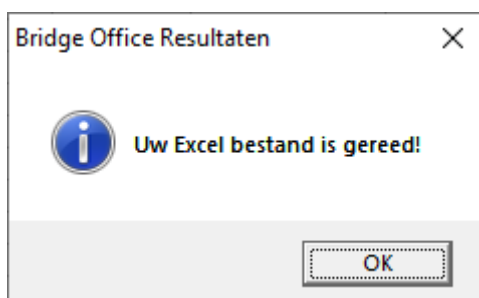 Bridge Office Resultaten
Uw Excel bestand is gereed!
OK